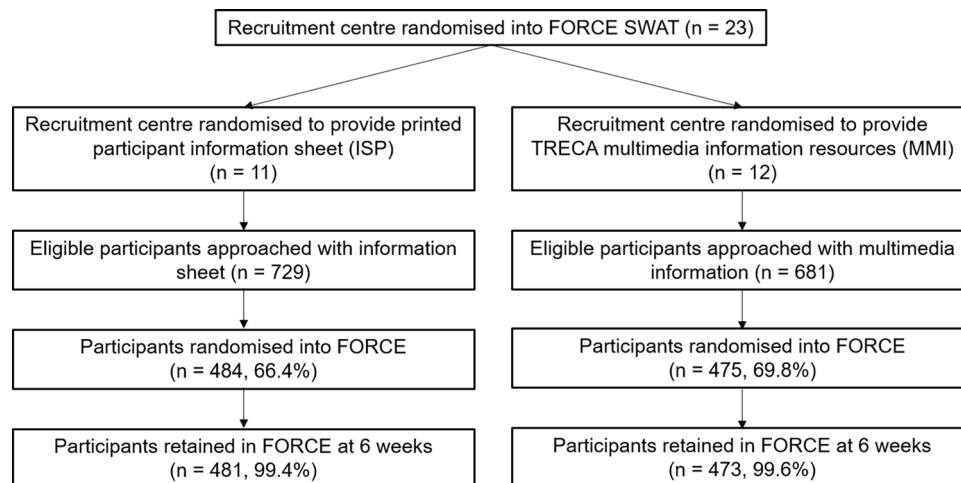 Recruitment centre randomised into FORCE SWAT (n = 23)
Recruitment centre randomised to provide printed
participant information sheet (ISP)
(n = 11)
Recruitment centre randomised to provide
TRECA multimedia information resources (MMI)
(n = 12)
Eligible participants approached with information
sheet (n = 729)
Eligible participants approached with multimedia
information (n = 681)
Participants randomised into FORCE
(n = 484, 66.4%)
Participants randomised into FORCE
(n = 475, 69.8%)
Participants retained in FORCE at 6 weeks
(n = 481, 99.4%)
Participants retained in FORCE at 6 weeks
(n = 473, 99.6%)